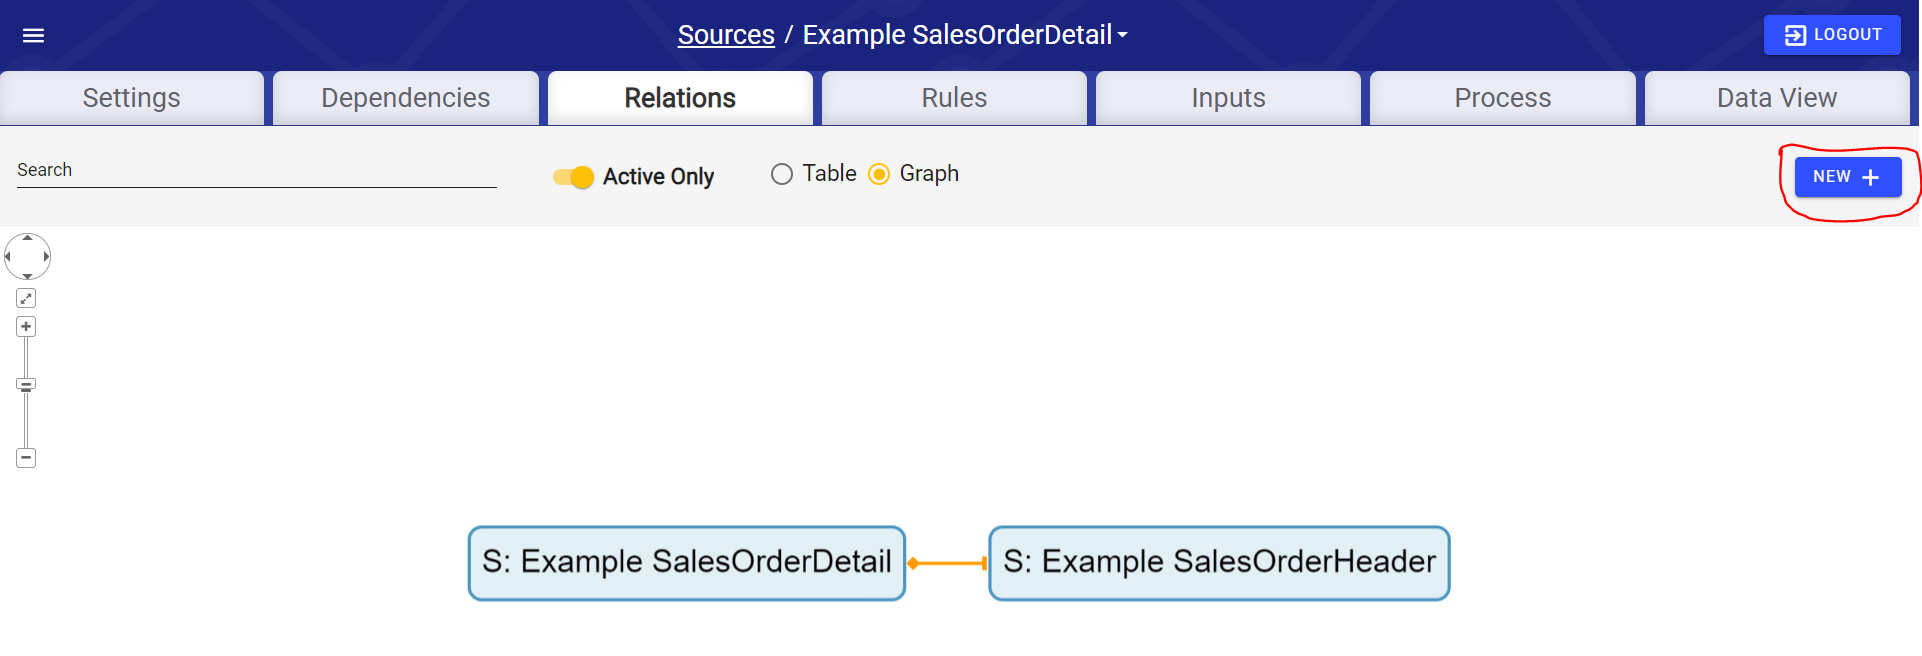 Sources / Example SalesOrderDetail
LOGOUT
Settings Dependencies Relations Rules Inputs Process Data View
Search Active Only Table Graph NEW +
S: Example SalesOrderDetail S: Example SalesOrderHeader